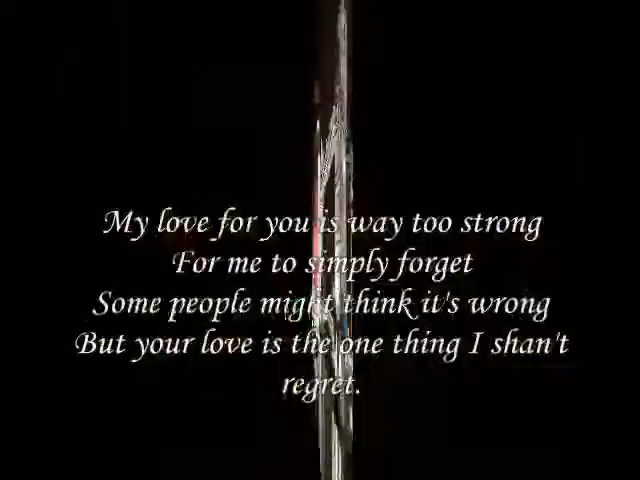 My love for you is way too strong
For me to simply forget
Some people might think it's wrong
But your love is the one thing I shan't
regret.